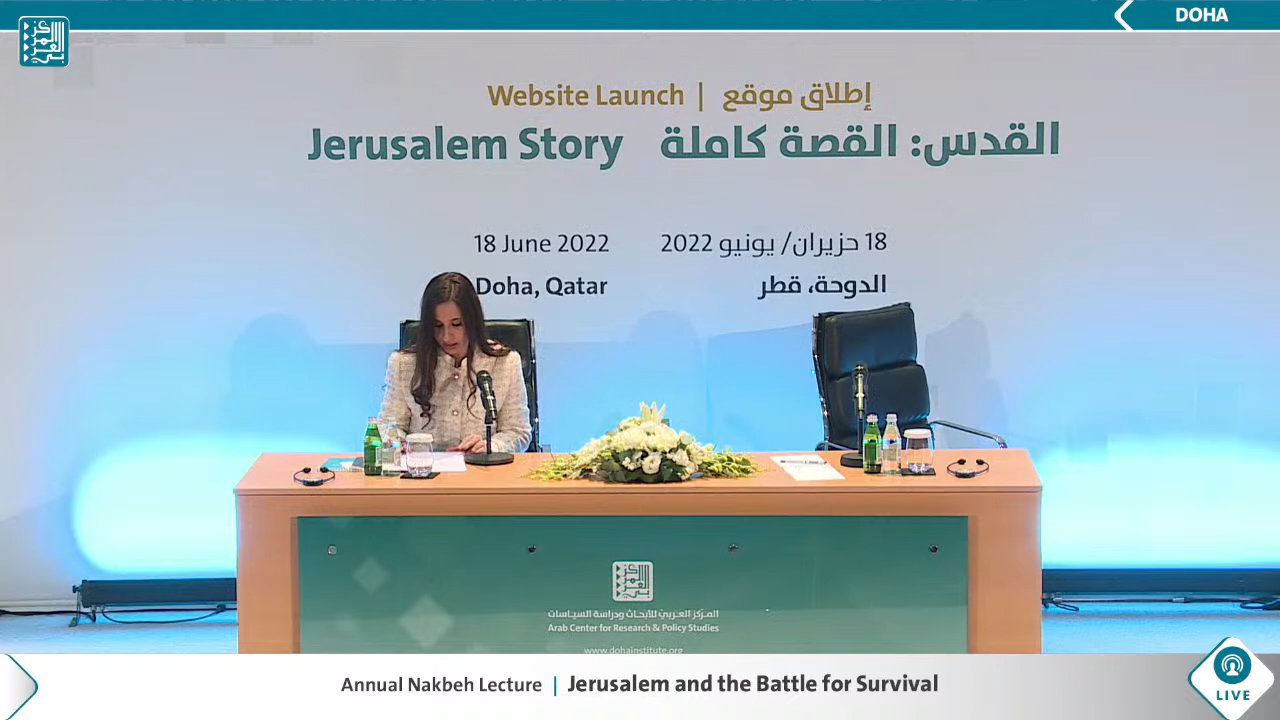 DOHA
Website Launch | إطلاق موقع
Jerusalem Story القدس: القصة كاملة
18 June 2022 18 حزيران/ يونيو 2022
Doha, Qatar الدوحة، قطر
المركز العربي للأبحاث ودراسة السياسات
Arab Center for Research & Policy Studies
www.dohainstitute.org
Annual Nakbeh Lecture | Jerusalem and the Battle for Survival
LIVE